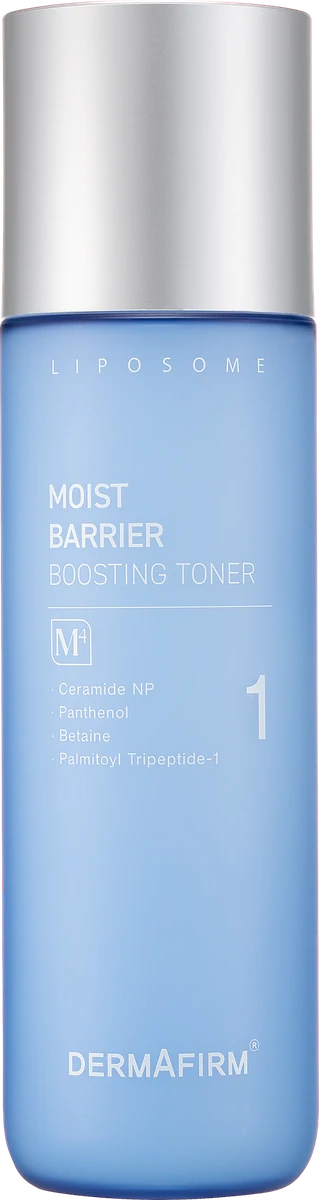 LIPOSOME
MOIST
BARRIER
BOOSTING TONER
M⁴
· Ceramide NP
· Panthenol
· Betaine
· Palmitoyl Tripeptide-1
1
DERMAFIRM®